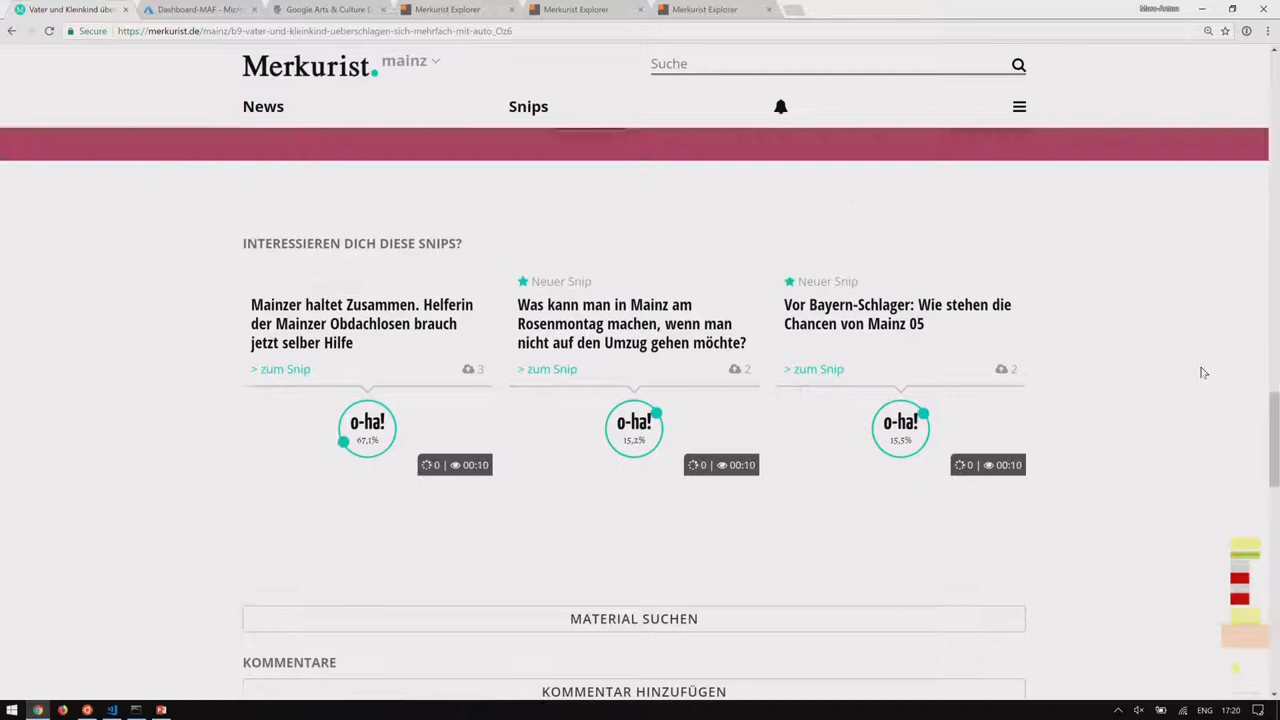 Vater und Kleinkind übe
Dashboard-MAF - Micro
Google Arts & Culture E
Merkurist Explorer
Merkurist Explorer
Merkurist Explorer
Marc-Anton
Secure
https://merkurist.de/mainz/b9-vater-und-kleinkind-ueberschlagen-sich-mehrfach-mit-auto_Oz6
Merkurist. mainz
Suche
News
Snips
INTERESSIEREN DICH DIESE SNIPS?
Mainzer haltet Zusammen. Helferin
der Mainzer Obdachlosen brauch
jetzt selber Hilfe
> zum Snip 3
o-ha!
67,1%
0 | 00:10
Neuer Snip
Was kann man in Mainz am
Rosenmontag machen, wenn man
nicht auf den Umzug gehen möchte?
> zum Snip 2
o-ha!
15,2%
0 | 00:10
Neuer Snip
Vor Bayern-Schlager: Wie stehen die
Chancen von Mainz 05
> zum Snip 2
o-ha!
15,5%
0 | 00:10
MATERIAL SUCHEN
KOMMENTARE
KOMMENTAR HINZUFÜGEN
ENG 17:20